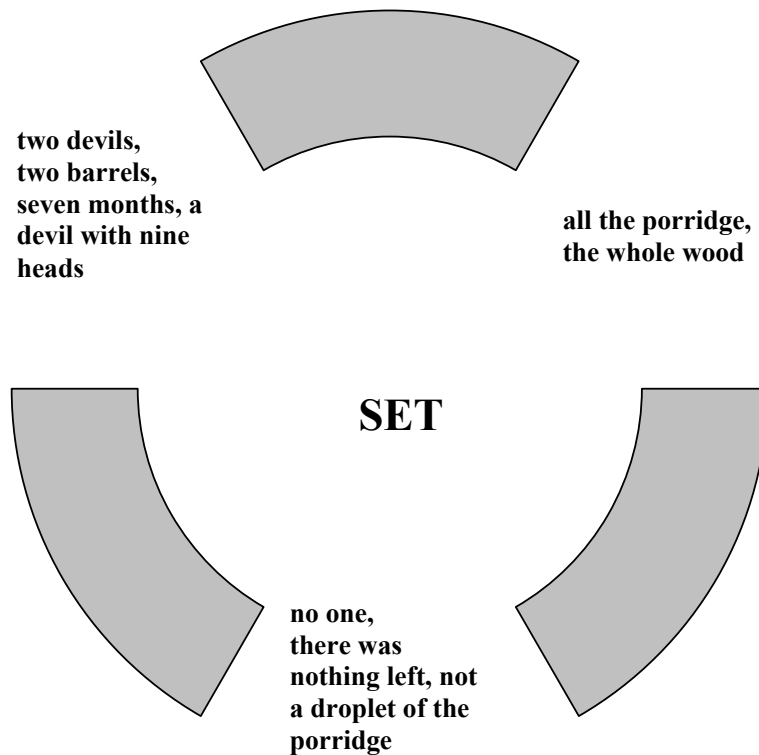 two devils,
two barrels,
seven months, a
devil with nine
heads
all the porridge,
the whole wood
SET
no one,
there was
nothing left, not
a droplet of the
porridge